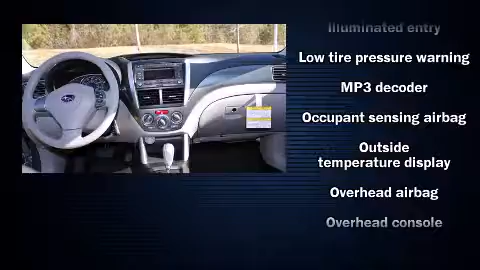 Illuminated entry
Low tire pressure warning
MP3 decoder
Occupant sensing airbag
Outside
temperature display
Overhead airbag
Overhead console